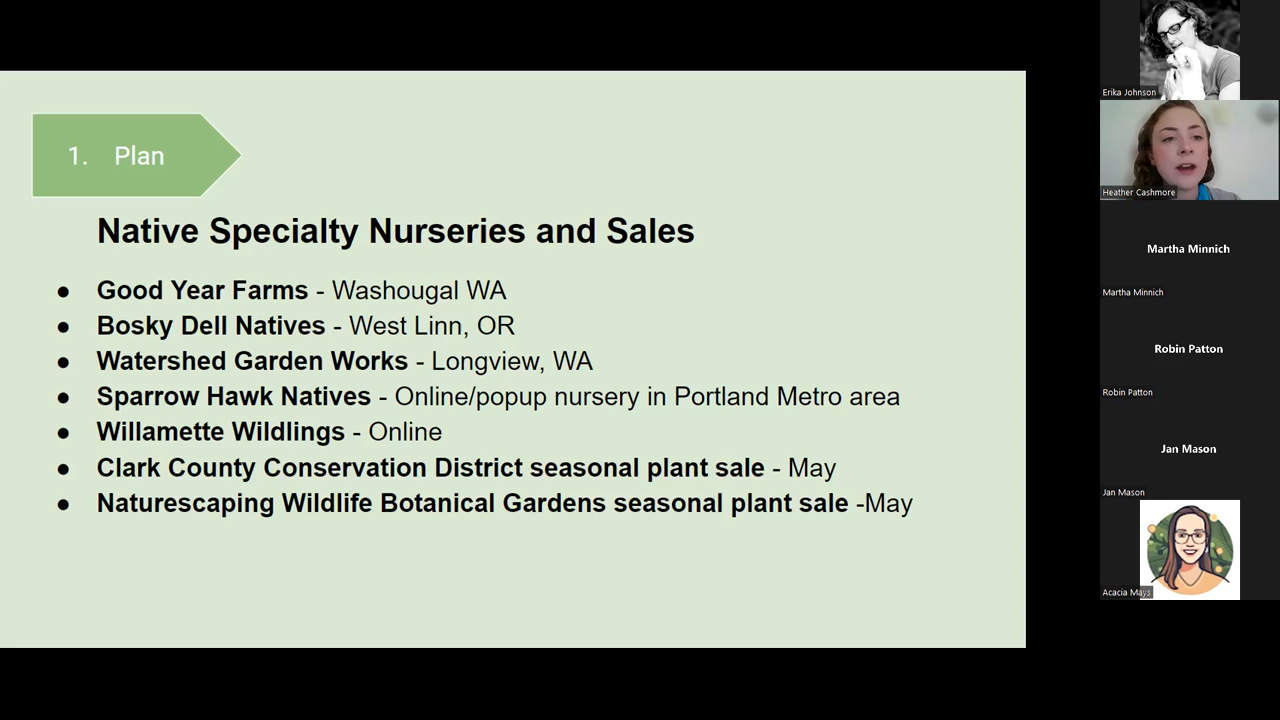 1. Plan
Native Specialty Nurseries and Sales
● Good Year Farms - Washougal WA
● Bosky Dell Natives - West Linn, OR
● Watershed Garden Works - Longview, WA
● Sparrow Hawk Natives - Online/popup nursery in Portland Metro area
● Willamette Wildlings - Online
● Clark County Conservation District seasonal plant sale - May
● Naturescaping Wildlife Botanical Gardens seasonal plant sale -May
Erika Johnson
Heather Cashmore
Martha Minnich
Martha Minnich
Robin Patton
Robin Patton
Jan Mason
Jan Mason
Acacia Mays